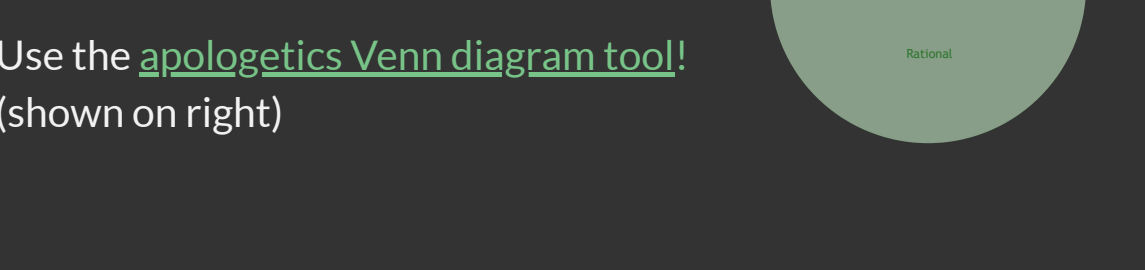 Use the apologetics Venn diagram tool!
(shown on right)
Rational